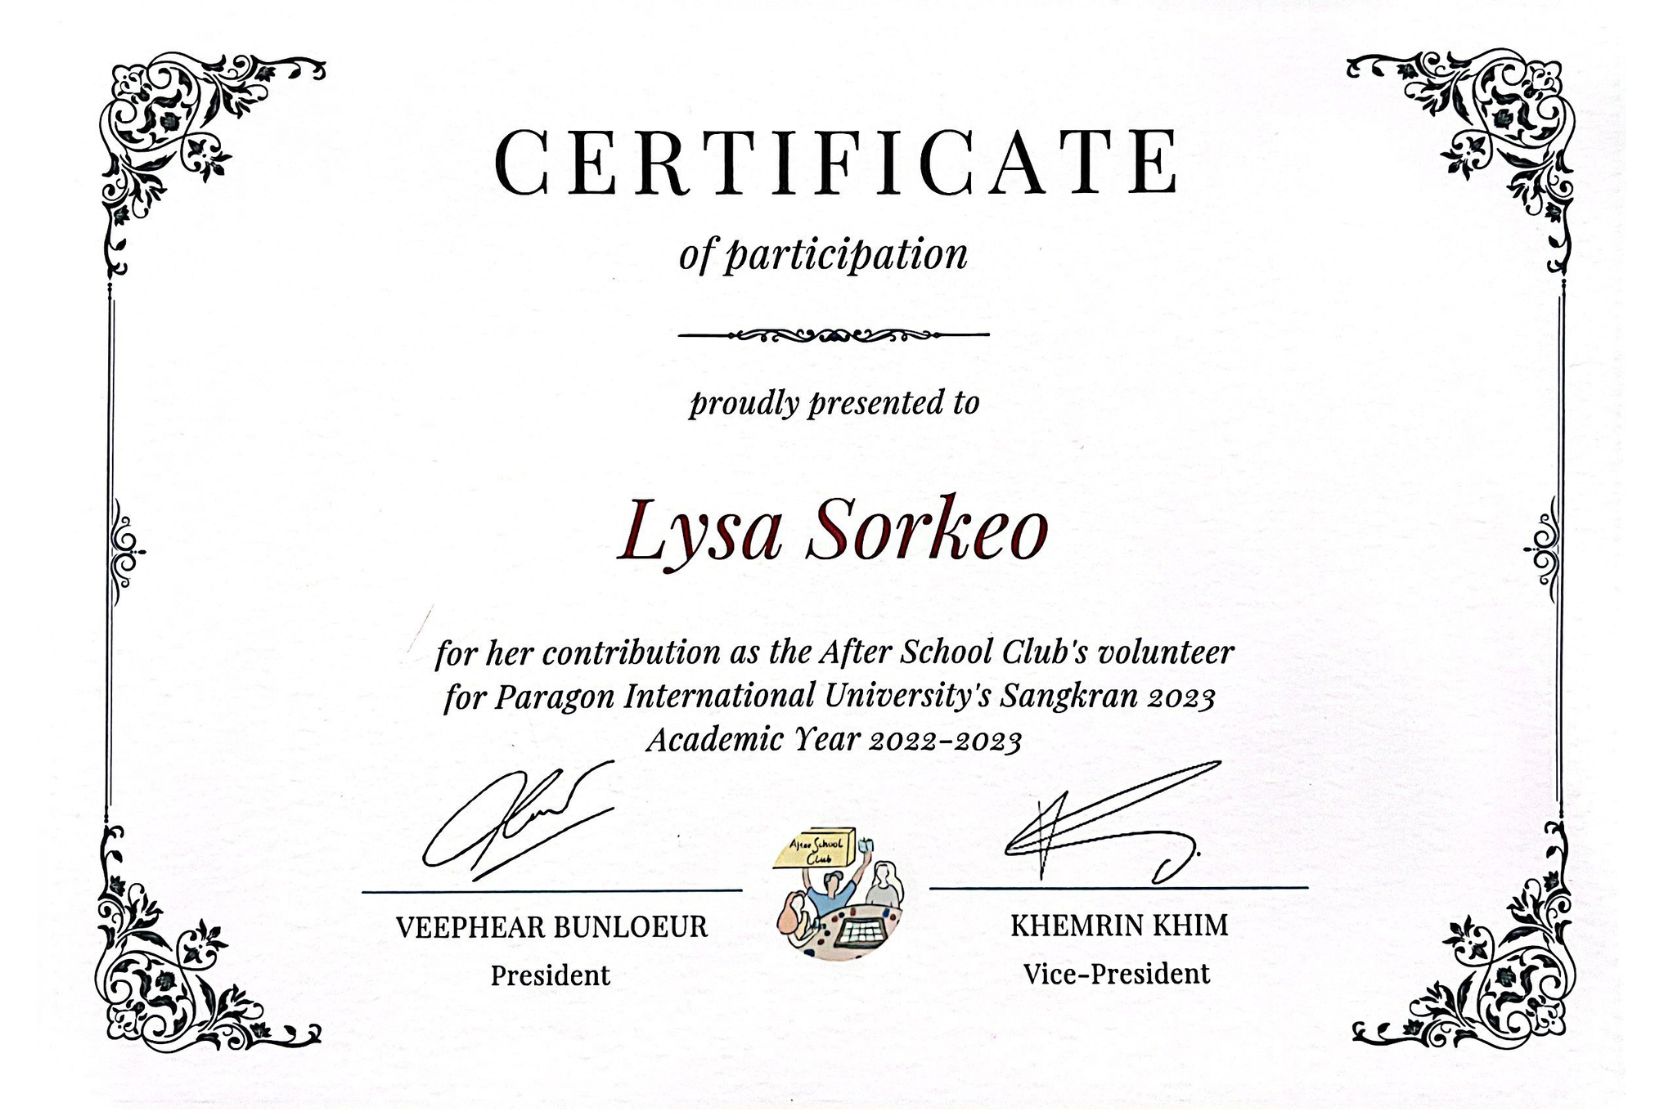 CERTIFICATE
of participation
proudly presented to
Lysa Sorkeo
for her contribution as the After School Club's volunteer
for Paragon International University's Sangkran 2023
Academic Year 2022-2023
After School
Club
VEEPHEAR BUNLOEUR
President
KHEMRIN KHIM
Vice-President